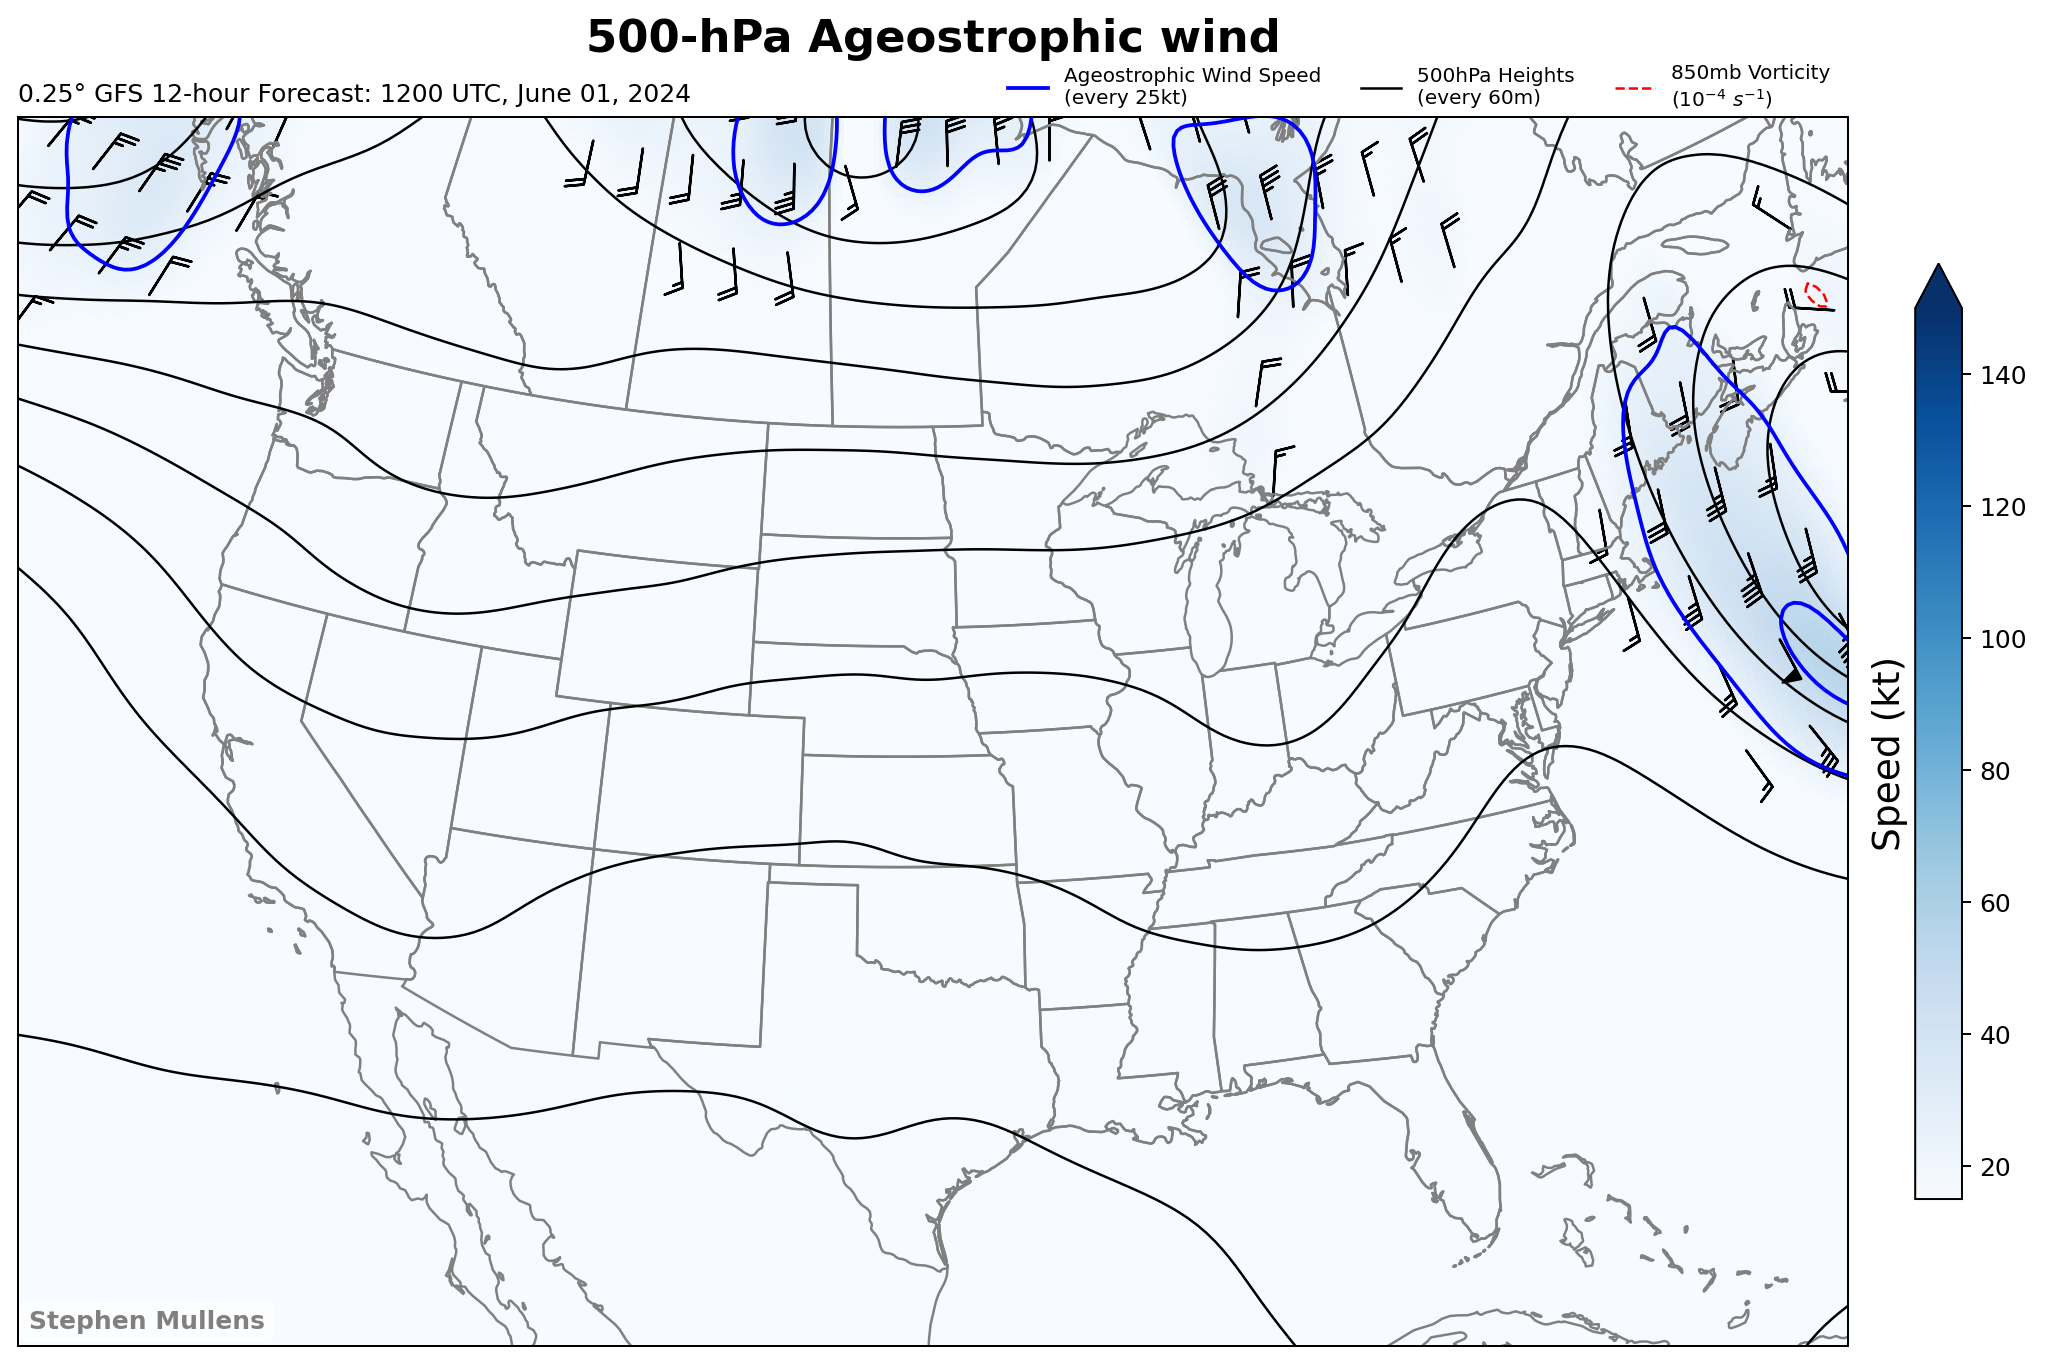 500-hPa Ageostrophic wind
0.25° GFS 12-hour Forecast: 1200 UTC, June 01, 2024
Ageostrophic Wind Speed
(every 25kt)
500hPa Heights
(every 60m)
850mb Vorticity
(10⁻⁴ s⁻¹)
140
120
100
80
60
40
20
Speed (kt)
Stephen Mullens